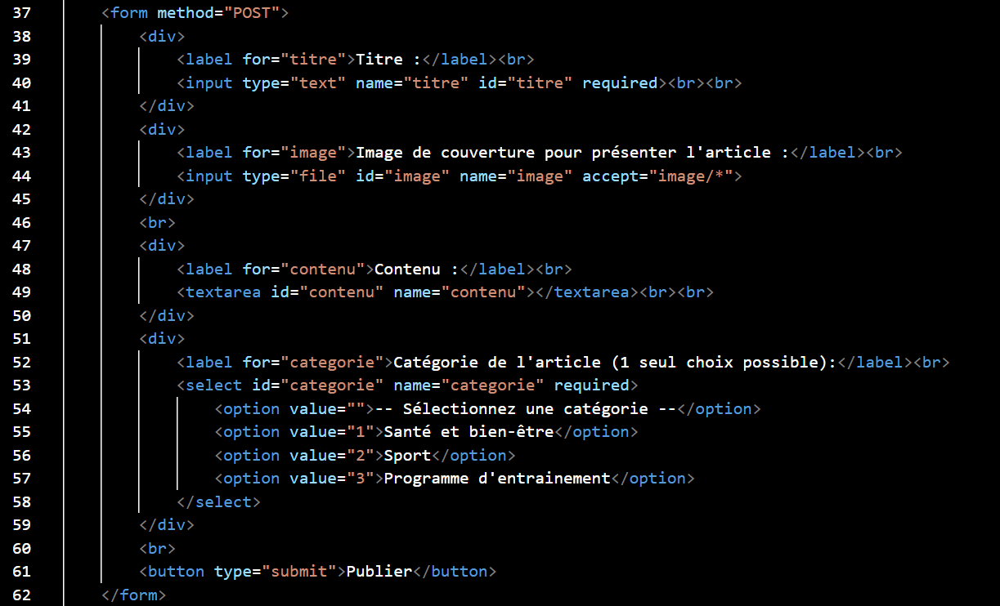 37 <form method="POST">
38 <div>
39 <label for="titre">Titre :</label><br>
40 <input type="text" name="titre" id="titre" required><br><br>
41 </div>
42 <div>
43 <label for="image">Image de couverture pour présenter l'article :</label><br>
44 <input type="file" id="image" name="image" accept="image/*">
45 </div>
46 <br>
47 <div>
48 <label for="contenu">Contenu :</label><br>
49 <textarea id="contenu" name="contenu"></textarea><br><br>
50 </div>
51 <div>
52 <label for="categorie">Catégorie de l'article (1 seul choix possible):</label><br>
53 <select id="categorie" name="categorie" required>
54 <option value="">-- Sélectionnez une catégorie --</option>
55 <option value="1">Santé et bien-être</option>
56 <option value="2">Sport</option>
57 <option value="3">Programme d'entrainement</option>
58 </select>
59 </div>
60 <br>
61 <button type="submit">Publier</button>
62 </form>